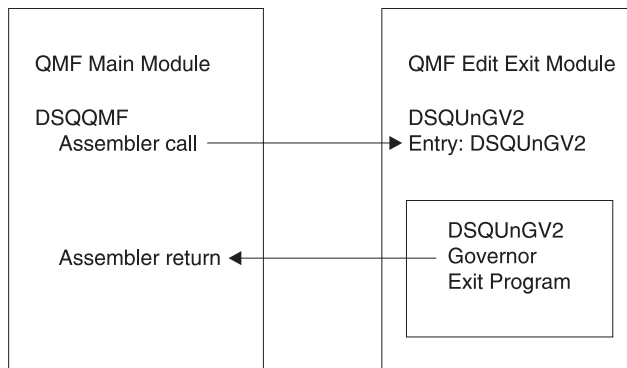 QMF Main Module
DSQQMF
Assembler call
Assembler return
QMF Edit Exit Module
DSQUnGV2
Entry: DSQUnGV2
DSQUnGV2
Governor
Exit Program